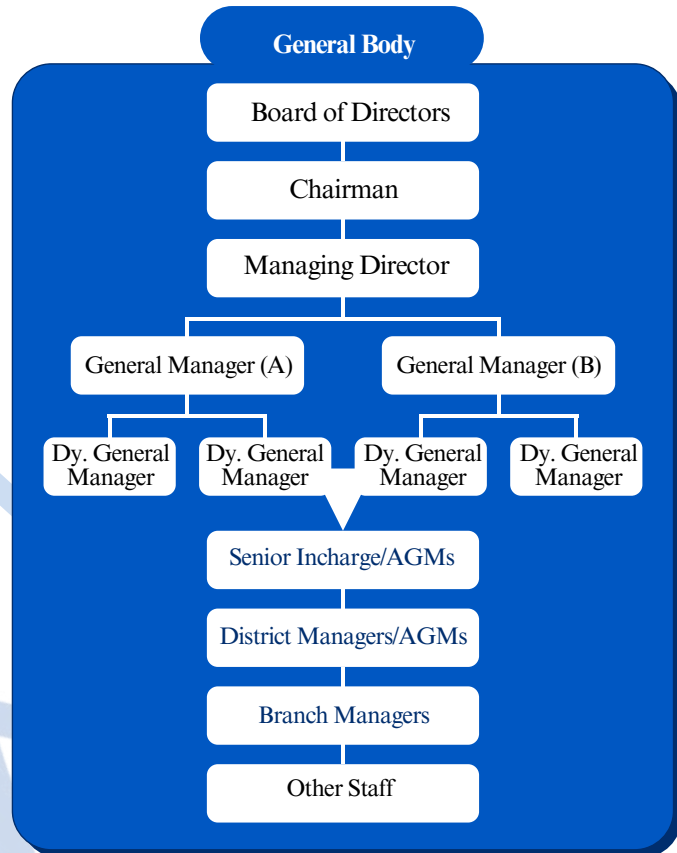 General Body
Board of Directors
Chairman
Managing Director
General Manager (A)
General Manager (B)
Dy. General
Manager
Dy. General
Manager
Dy. General
Manager
Dy. General
Manager
Senior Incharge/AGMs
District Managers/AGMs
Branch Managers
Other Staff